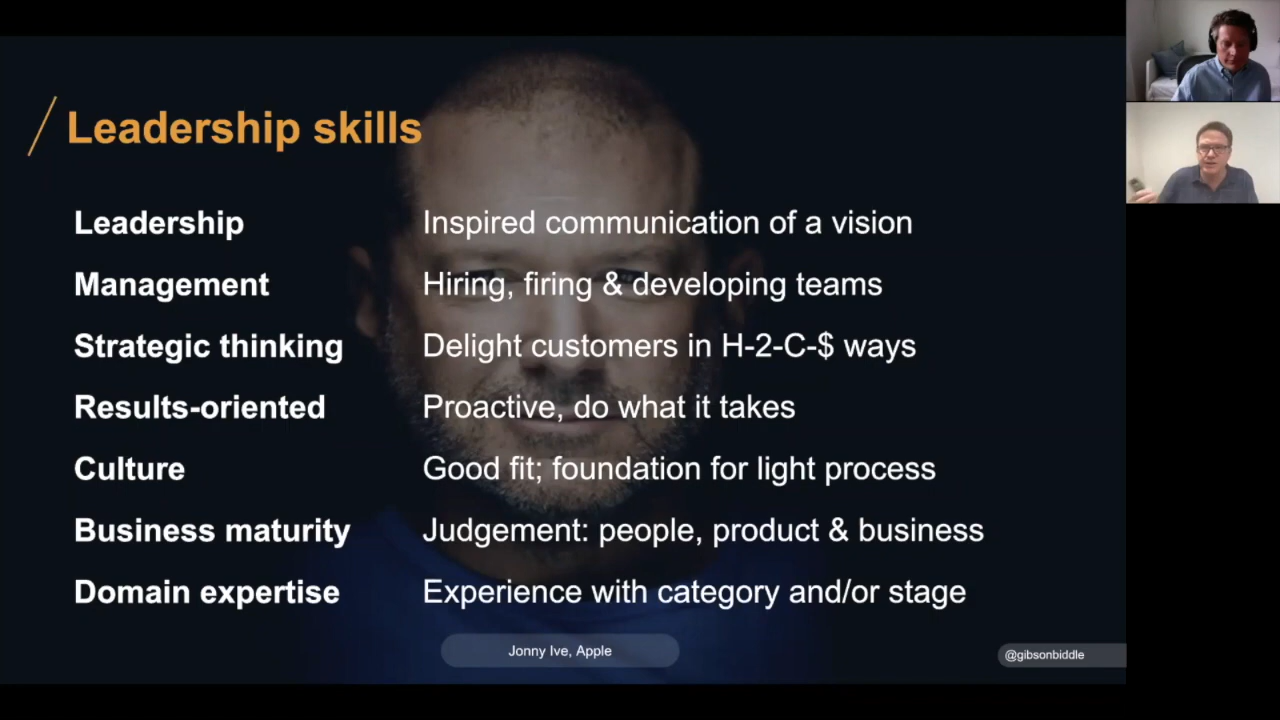 Leadership skills
Leadership Inspired communication of a vision
Management Hiring, firing & developing teams
Strategic thinking Delight customers in H-2-C-$ ways
Results-oriented Proactive, do what it takes
Culture Good fit; foundation for light process
Business maturity Judgement: people, product & business
Domain expertise Experience with category and/or stage
Jonny Ive, Apple
@gibsonbiddle